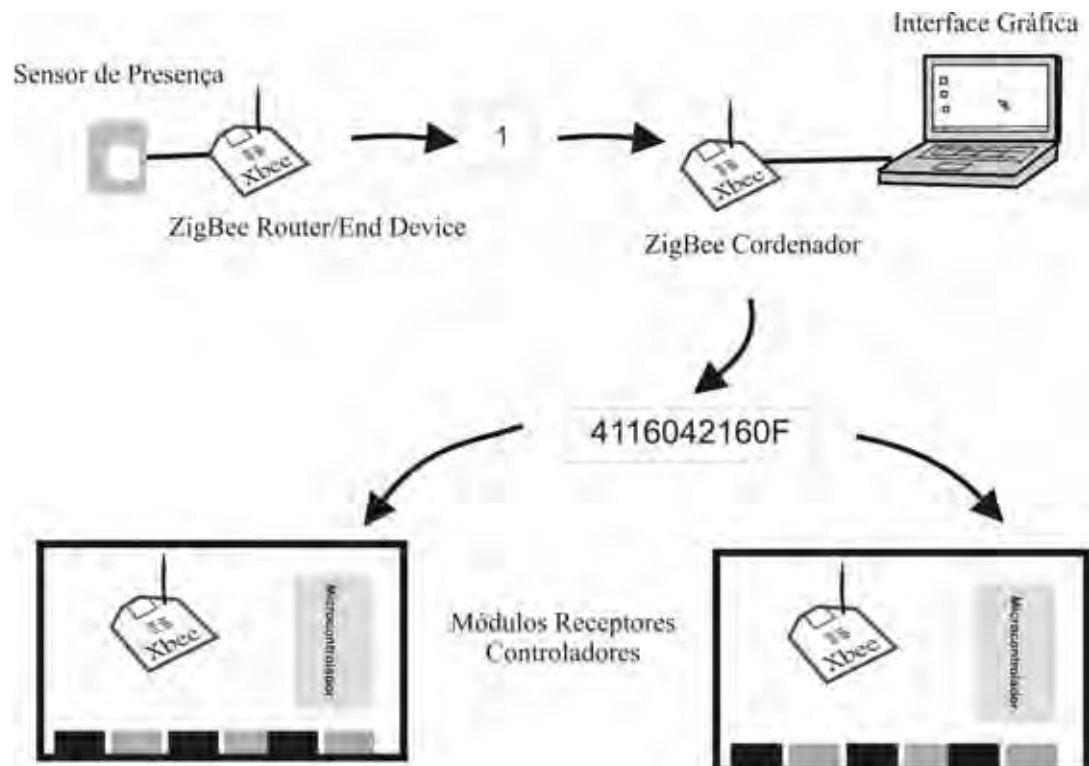 Interface Gráfica
Sensor de Presença
Xbee
1
Xbee
ZigBee Router/End Device
ZigBee Cordenador
4116042160F
Xbee
Microcontrolador
Módulos Receptores
Controladores
Xbee
Microcontrolador